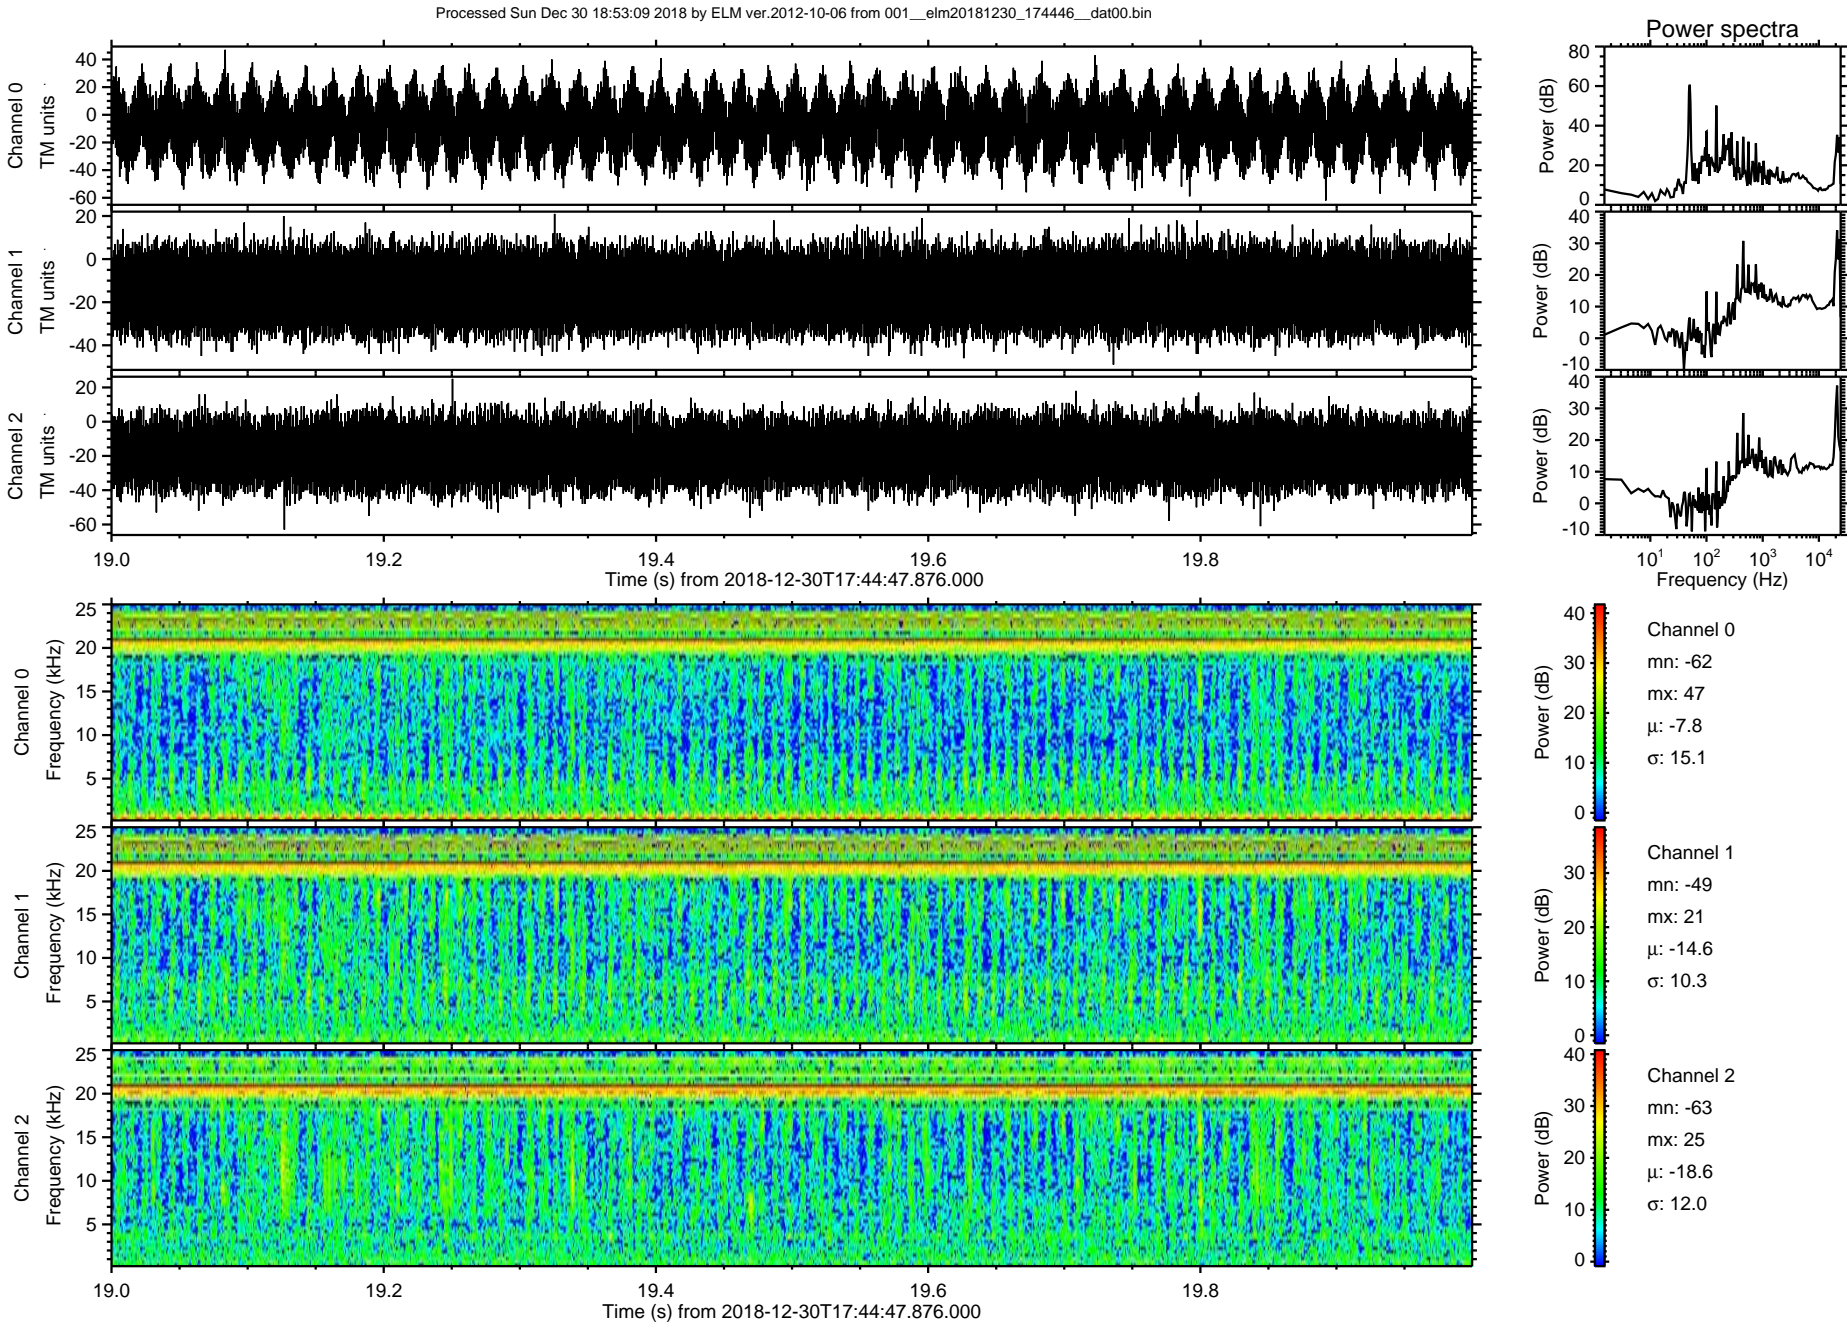 Processed Sun Dec 30 18:53:09 2018 by ELM ver.2012-10-06 from 001__elm20181230_174446__dat00.bin
Power spectra
Channel 0
TM units
40
20
0
-20
-40
-60
Power (dB)
80
60
40
20
0
Channel 1
TM units
20
0
-20
-40
Power (dB)
40
30
20
10
0
-10
Channel 2
TM units
20
0
-20
-40
-60
Power (dB)
40
30
20
10
0
-10
19.0 19.2 19.4 19.6 19.8
Time (s) from 2018-12-30T17:44:47.876.000
10^1 10^2 10^3 10^4
Frequency (Hz)
Channel 0
Frequency (kHz)
25
20
15
10
5
Power (dB)
40
30
20
10
0
Channel 0
mn: -62
mx: 47
µ: -7.8
σ: 15.1
Channel 1
Frequency (kHz)
25
20
15
10
5
Power (dB)
30
20
10
0
Channel 1
mn: -49
mx: 21
µ: -14.6
σ: 10.3
Channel 2
Frequency (kHz)
25
20
15
10
5
Power (dB)
40
30
20
10
0
Channel 2
mn: -63
mx: 25
µ: -18.6
σ: 12.0
19.0 19.2 19.4 19.6 19.8
Time (s) from 2018-12-30T17:44:47.876.000